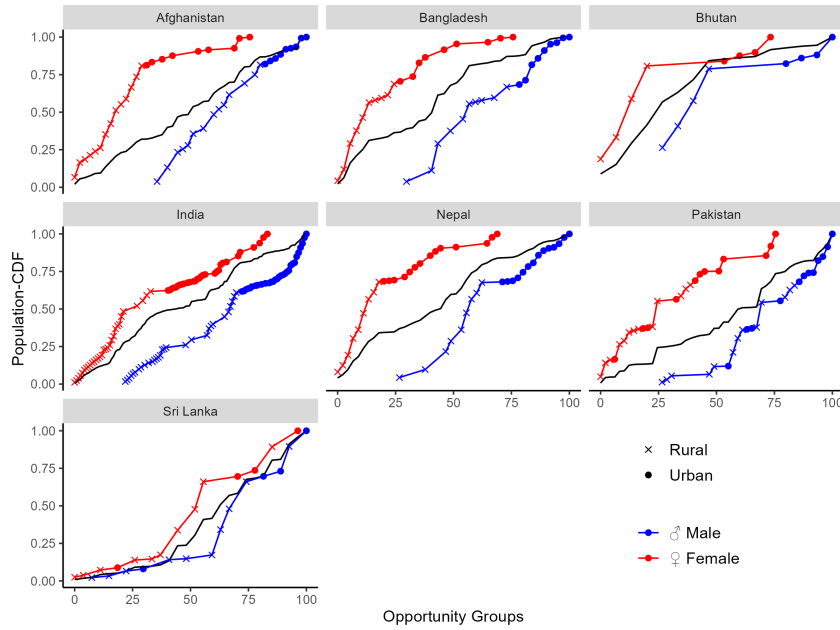 Afghanistan
Bangladesh
Bhutan
1.00
0.75
0.50
0.25
0.00
India
Nepal
Pakistan
1.00
0.75
0.50
0.25
0.00
0 25 50 75 100
0 25 50 75 100
Sri Lanka
1.00
0.75
0.50
0.25
0.00
0 25 50 75 100
Population-CDF
Opportunity Groups
Rural
Urban
♂ Male
♀ Female